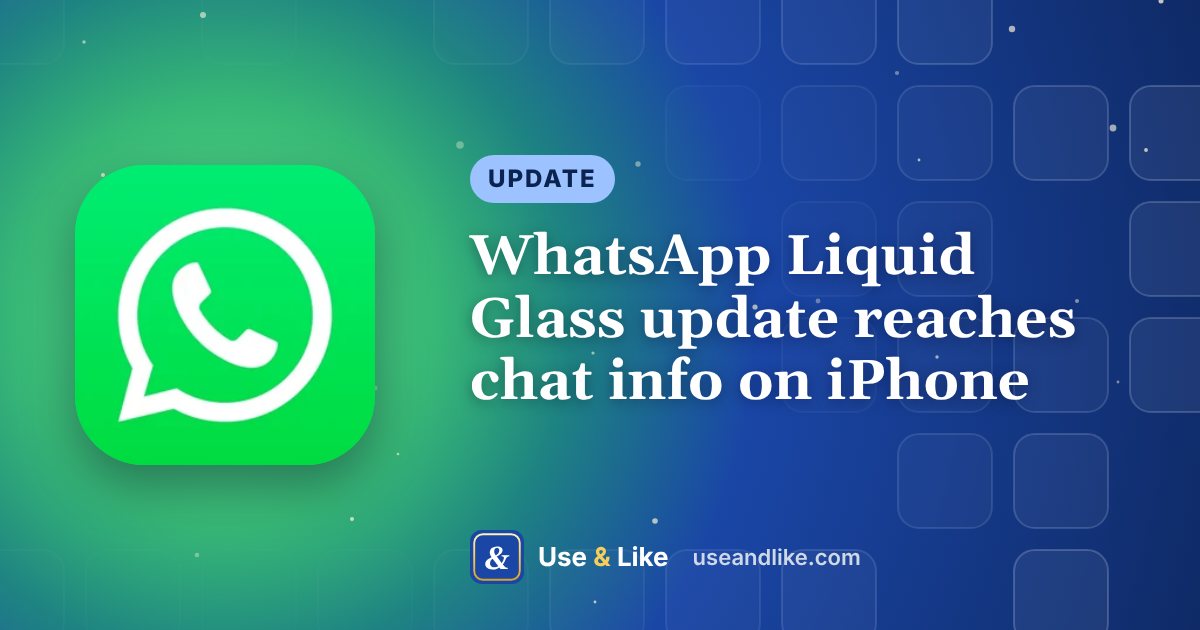 UPDATE
WhatsApp Liquid
Glass update reaches
chat info on iPhone
& Use & Like useandlike.com